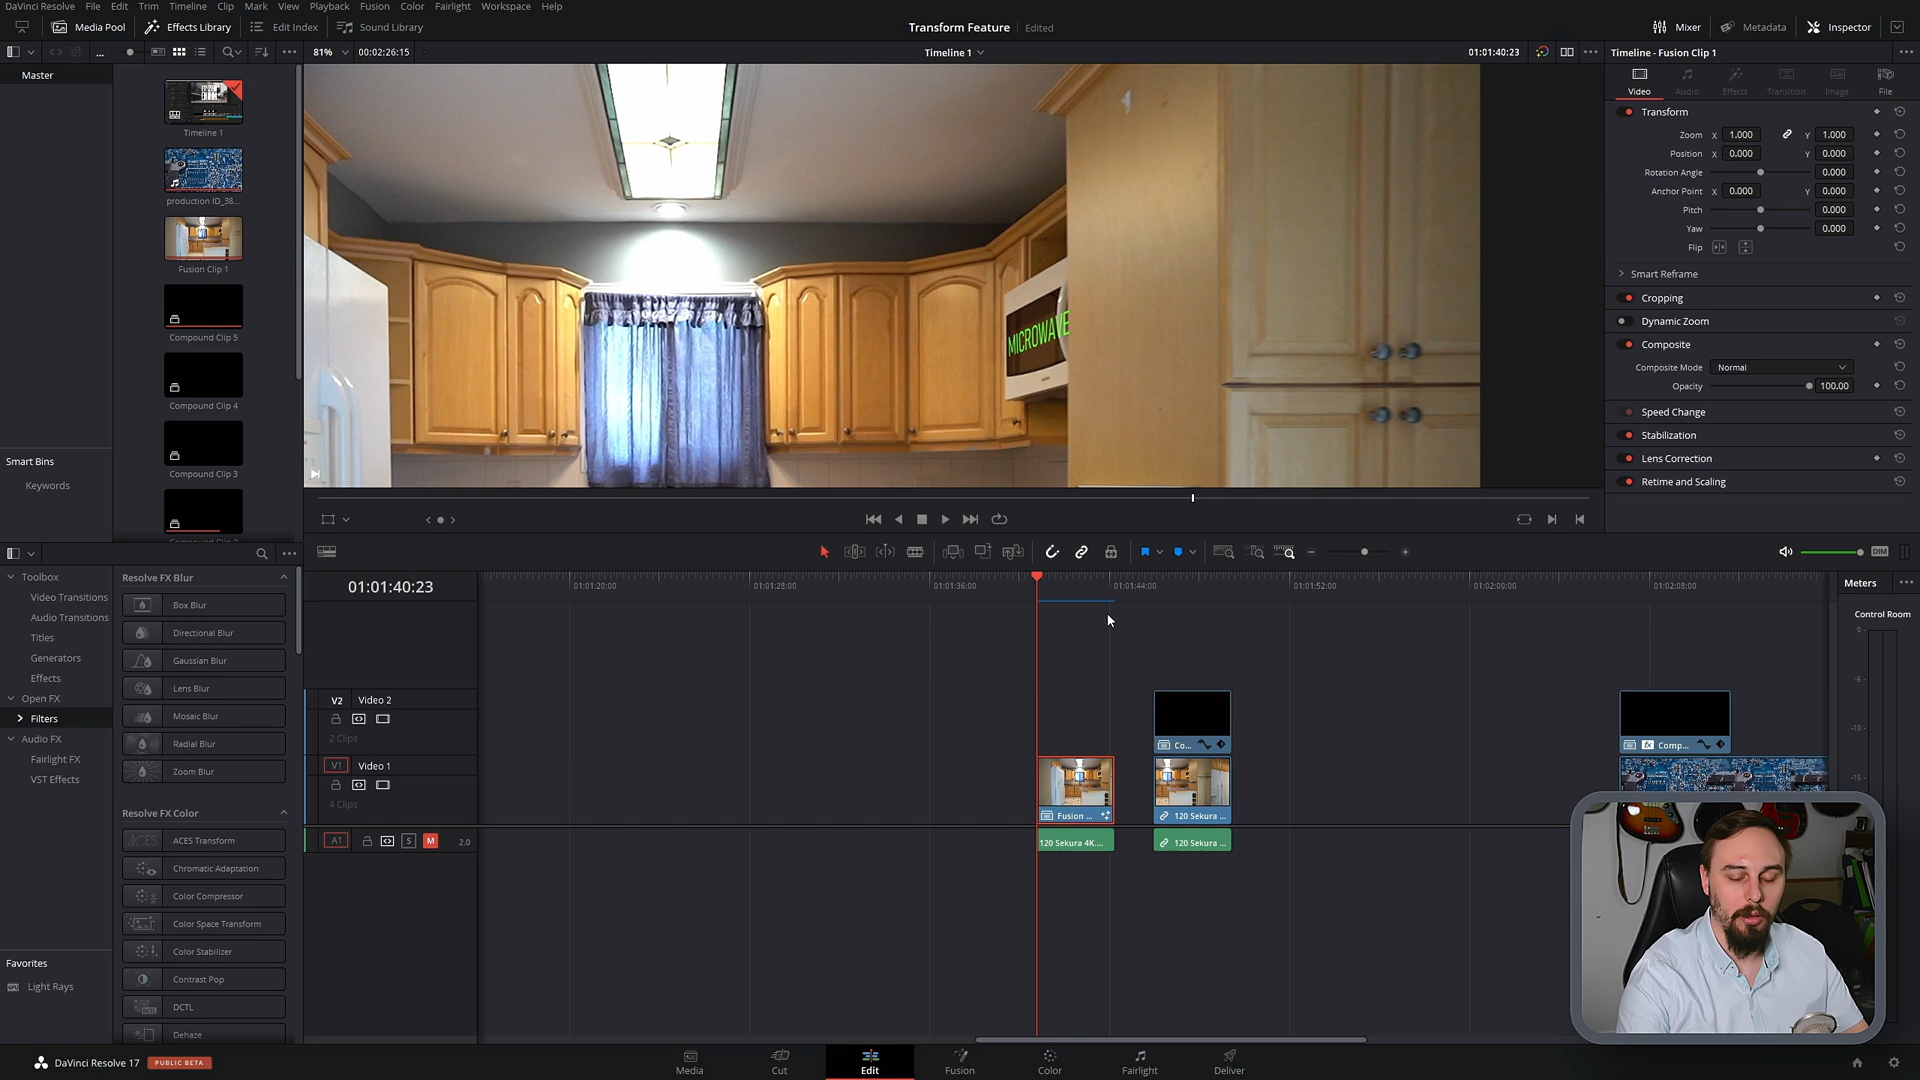 DaVinci Resolve File Edit Trim Timeline Clip Mark View Playback Fusion Color Fairlight Workspace Help
Media Pool Effects Library Edit Index Sound Library Transform Feature Edited Mixer Metadata Inspector
81% 00:02:26:15 Timeline 1 01:01:40:23 Timeline - Fusion Clip 1
Master
Timeline 1
production ID_38...
Fusion Clip 1
Compound Clip 5
Compound Clip 4
Compound Clip 3
Smart Bins
Keywords
MICROWAVE
Video Audio Effects Transition Image File
Transform
Zoom X 1.000 Y 1.000
Position X 0.000 Y 0.000
Rotation Angle 0.000
Anchor Point X 0.000 Y 0.000
Pitch 0.000
Yaw 0.000
Flip
Smart Reframe
Cropping
Dynamic Zoom
Composite
Composite Mode Normal
Opacity 100.00
Speed Change
Stabilization
Lens Correction
Retime and Scaling
DIM
Toolbox
Video Transitions
Audio Transitions
Titles
Generators
Effects
Open FX
Filters
Audio FX
Fairlight FX
VST Effects
Favorites
Light Rays
Resolve FX Blur
Box Blur
Directional Blur
Gaussian Blur
Lens Blur
Mosaic Blur
Radial Blur
Zoom Blur
Resolve FX Color
ACES Transform
Chromatic Adaptation
Color Compressor
Color Space Transform
Color Stabilizer
Contrast Pop
DCTL
Dehaze
01:01:40:23
01:01:20:00 01:01:28:00 01:01:36:00 01:01:44:00 01:01:52:00 01:02:00:00 01:02:08:00
V2 Video 2
2 Clips
Co... Comp...
V1 Video 1
4 Clips
Fusion ... 120 Sekura ...
A1 S M 2.0
120 Sekura 4K.... 120 Sekura ...
Meters
Control Room
0
-5
-10
-15
DaVinci Resolve 17 PUBLIC BETA
Media Cut Edit Fusion Color Fairlight Deliver